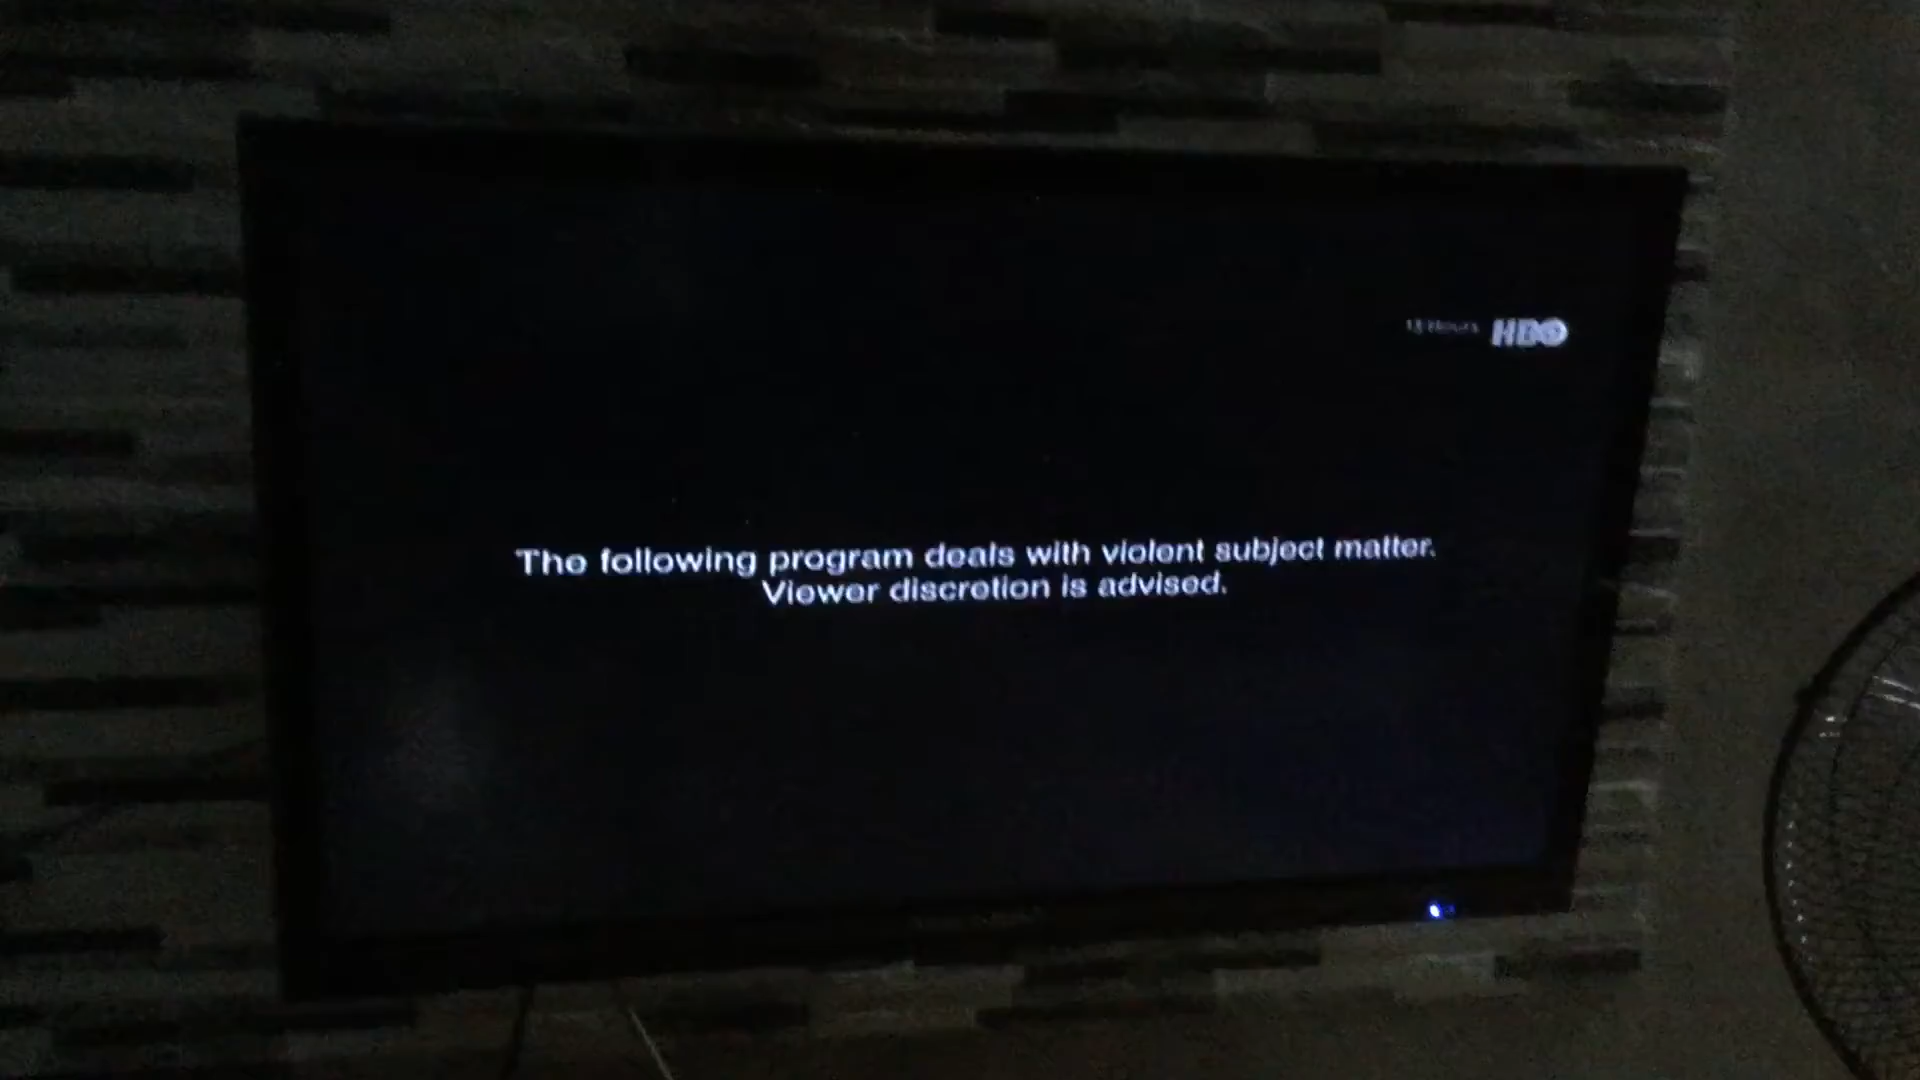 HBO
The following program deals with violent subject matter.
Viewer discretion is advised.